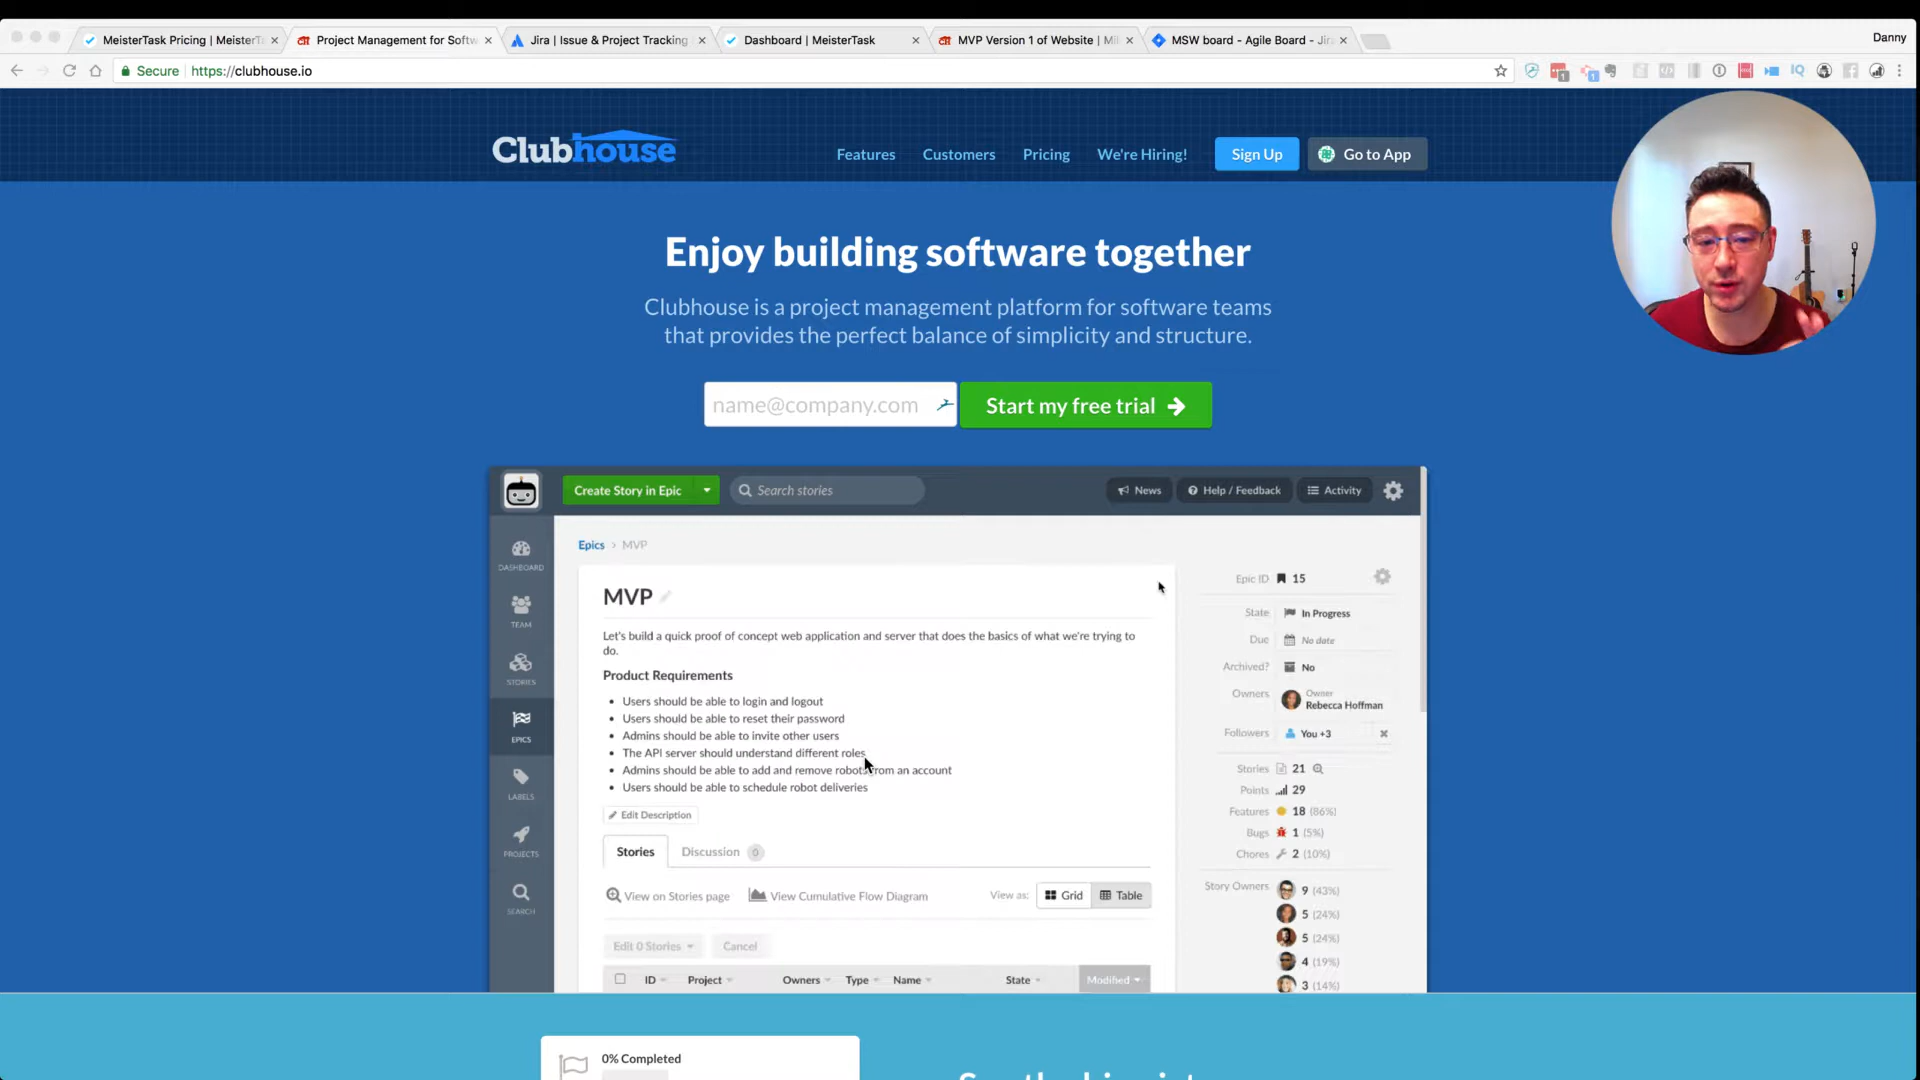 MeisterTask Pricing | MeisterT
Project Management for Softw
Jira | Issue & Project Tracking
Dashboard | MeisterTask
MVP Version 1 of Website | Mil
MSW board - Agile Board - Jira
Danny
Secure
https://clubhouse.io
Clubhouse
Features
Customers
Pricing
We're Hiring!
Sign Up
Go to App
Enjoy building software together
Clubhouse is a project management platform for software teams
that provides the perfect balance of simplicity and structure.
name@company.com
Start my free trial
Create Story in Epic
Search stories
News
Help / Feedback
Activity
DASHBOARD
TEAM
STORIES
EPICS
LABELS
PROJECTS
SEARCH
Epics › MVP
MVP
Let's build a quick proof of concept web application and server that does the basics of what we're trying to
do.
Product Requirements
• Users should be able to login and logout
• Users should be able to reset their password
• Admins should be able to invite other users
• The API server should understand different roles
• Admins should be able to add and remove robots from an account
• Users should be able to schedule robot deliveries
Edit Description
Stories
Discussion 0
View on Stories page
View Cumulative Flow Diagram
View as:
Grid
Table
Edit 0 Stories
Cancel
ID
Project
Owners
Type
Name
State
Modified
Epic ID 15
State In Progress
Due No date
Archived? No
Owners
Owner
Rebecca Hoffman
Followers You +3
Stories 21
Points 29
Features 18 (86%)
Bugs 1 (5%)
Chores 2 (10%)
Story Owners 9 (43%)
5 (24%)
5 (24%)
4 (19%)
3 (14%)
0% Completed